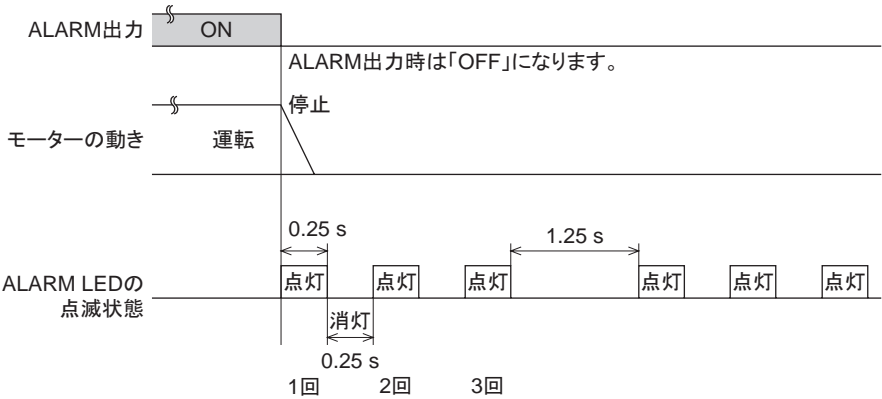 ALARM出力
ON
ALARM出力時は「OFF」になります。
停止
モーターの動き
運転
0.25 s
1.25 s
ALARM LEDの
点滅状態
点灯
点灯
点灯
点灯
点灯
点灯
消灯
0.25 s
1回
2回
3回